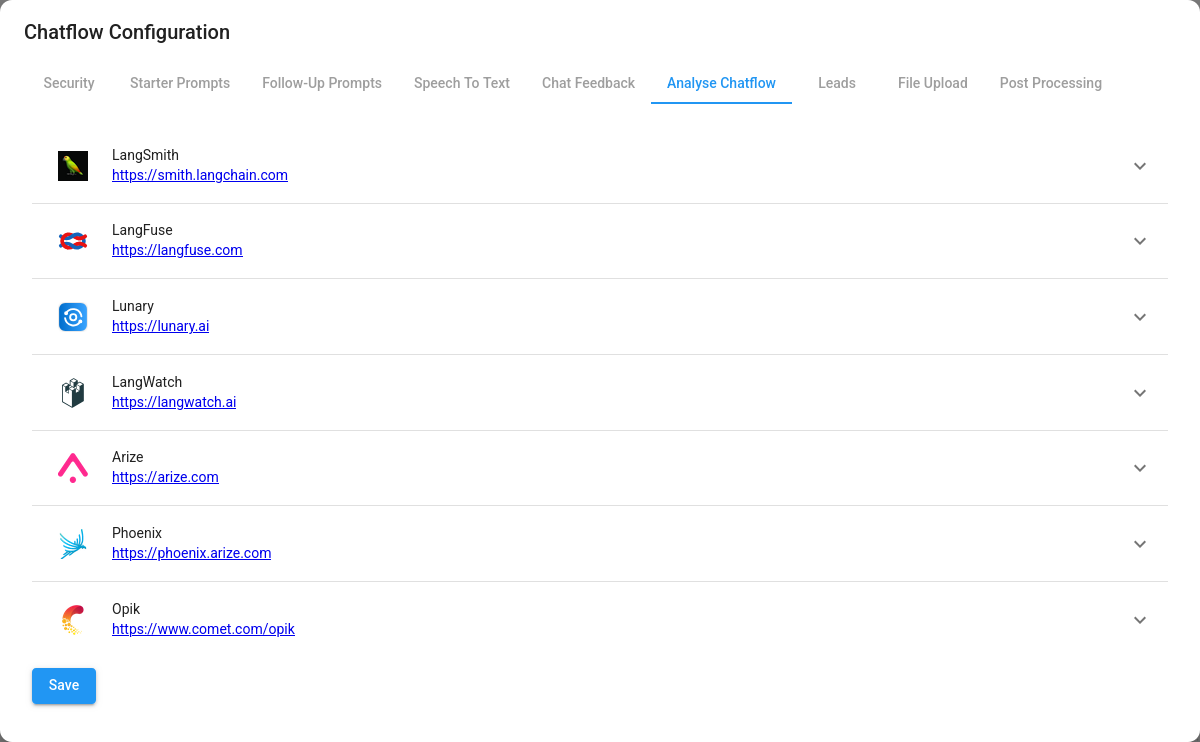 Chatflow Configuration
Security Starter Prompts Follow-Up Prompts Speech To Text Chat Feedback Analyse Chatflow Leads File Upload Post Processing
LangSmith
https://smith.langchain.com
LangFuse
https://langfuse.com
Lunary
https://lunary.ai
LangWatch
https://langwatch.ai
Arize
https://arize.com
Phoenix
https://phoenix.arize.com
Opik
https://www.comet.com/opik
Save